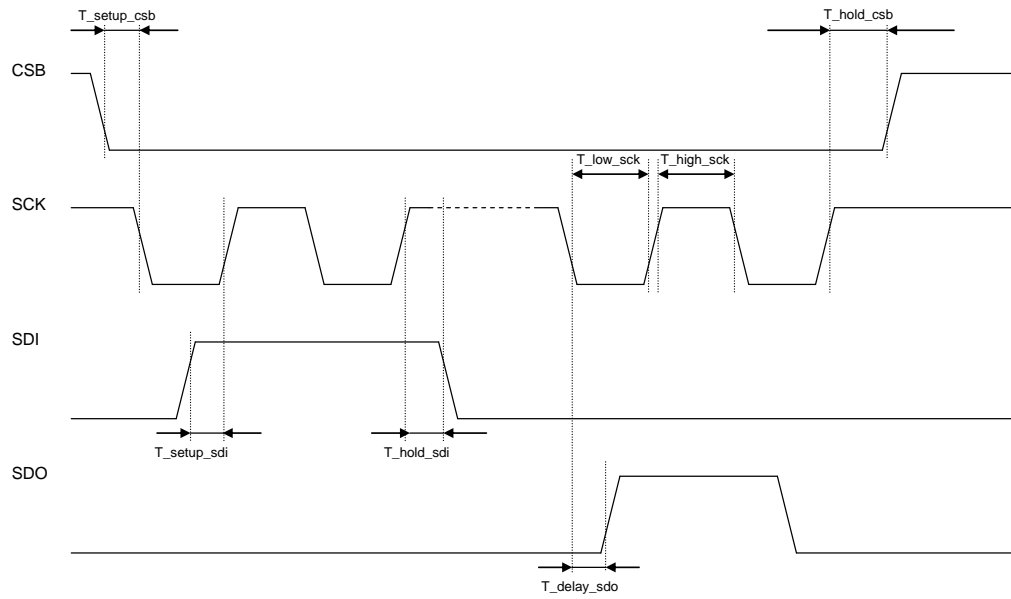 T_setup_csb
T_hold_csb
CSB
T_low_sck
T_high_sck
SCK
SDI
T_setup_sdi
T_hold_sdi
SDO
T_delay_sdo